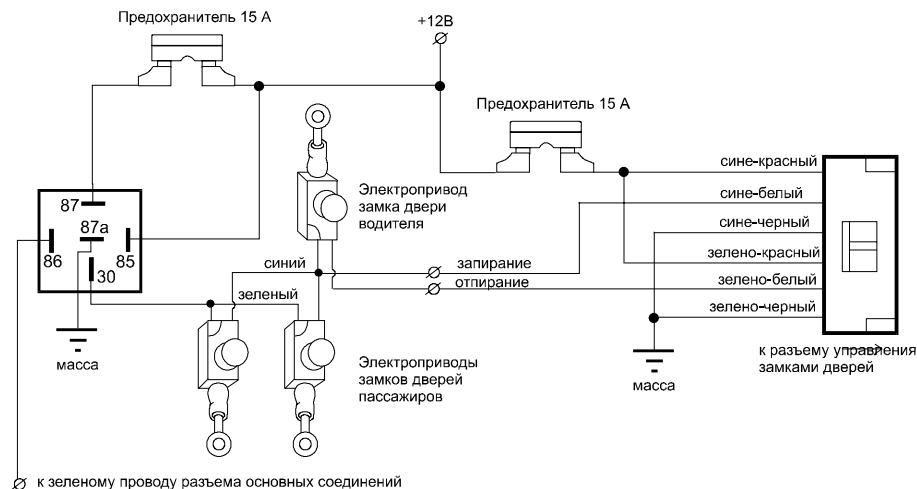 Предохранитель 15 А
+12В
Предохранитель 15 А
сине-красный
сине-белый
сине-черный
зелено-красный
зелено-белый
зелено-черный
Электропривод
замка двери
водителя
87
87а
86
85
30
синий
зеленый
запирание
отпирание
масса
Электроприводы
замков дверей
пассажиров
масса
к разъему управления
замками дверей
к зеленому проводу разъема основных соединений